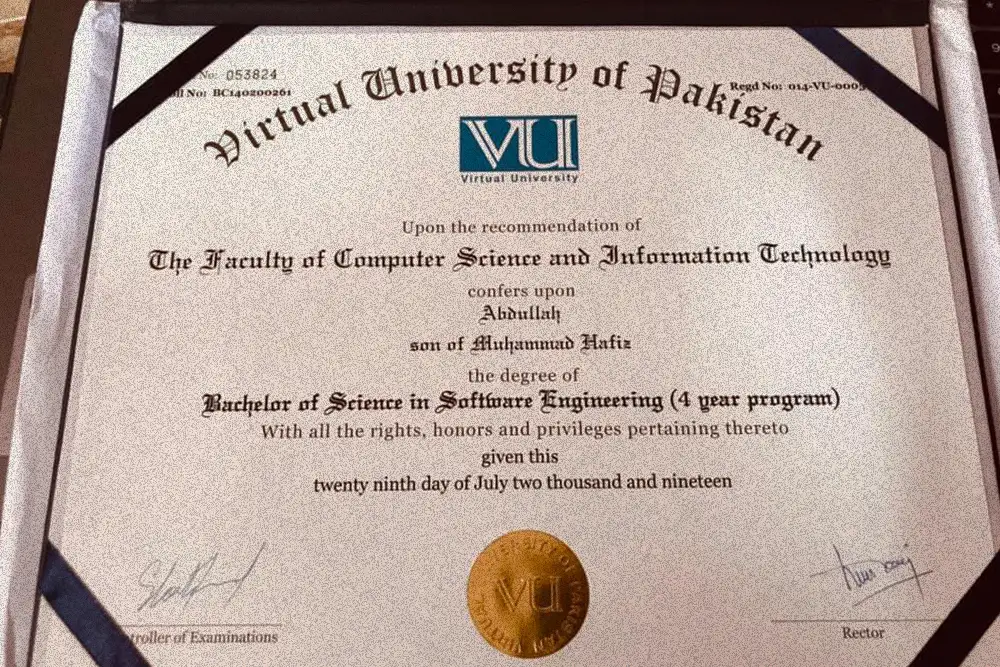 No: 053824
ll No: BC140200261
Regd No: 014-VU-0005
Virtual University of Pakistan
VU
Virtual University
Upon the recommendation of
The Faculty of Computer Science and Information Technology
confers upon
Abdullah
son of Muhammad Hafiz
the degree of
Bachelor of Science in Software Engineering (4 year program)
With all the rights, honors and privileges pertaining thereto
given this
twenty ninth day of July two thousand and nineteen
VIRTUAL UNIVERSITY OF PAKISTAN
VU
troller of Examinations
Rector